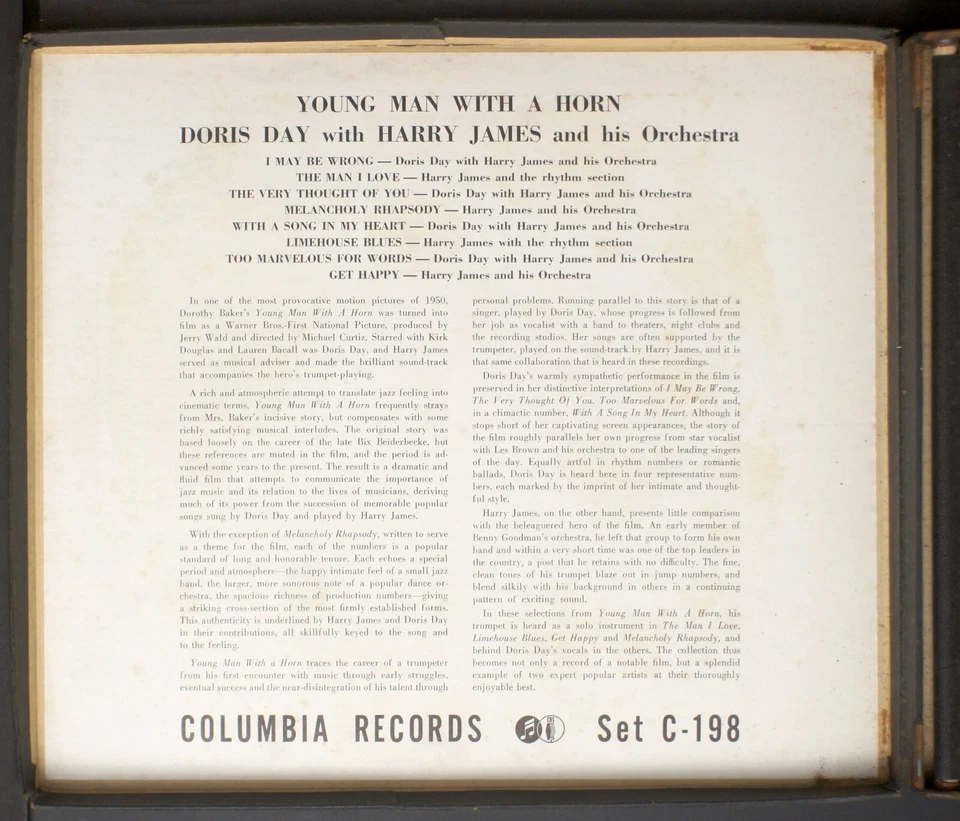 YOUNG MAN WITH A HORN
DORIS DAY with HARRY JAMES and his Orchestra
I MAY BE WRONG — Doris Day with Harry James and his Orchestra
THE MAN I LOVE — Harry James and the rhythm section
THE VERY THOUGHT OF YOU — Doris Day with Harry James and his Orchestra
MELANCHOLY RHAPSODY — Harry James and his Orchestra
WITH A SONG IN MY HEART — Doris Day with Harry James and his Orchestra
LIMEHOUSE BLUES — Harry James with the rhythm section
TOO MARVELOUS FOR WORDS — Doris Day with Harry James and his Orchestra
GET HAPPY — Harry James and his Orchestra
In one of the most provocative motion pictures of 1950,
Dorothy Baker's Young Man With A Horn was turned into
film as a Warner Bros.-First National Picture, produced by
Jerry Wald and directed by Michael Curtiz. Starred with Kirk
Douglas and Lauren Bacall was Doris Day, and Harry James
served as musical adviser and made the brilliant sound-track
that accompanies the hero's trumpet-playing.
A rich and atmospheric attempt to translate jazz feeling into
cinematic terms, Young Man With A Horn frequently strays
from Mrs. Baker's incisive story, but compensates with some
richly satisfying musical interludes. The original story was
based loosely on the career of the late Bix Beiderbecke, but
these references are muted in the film, and the period is ad-
vanced some years to the present. The result is a dramatic and
fluid film that attempts to communicate the importance of
jazz music and its relation to the lives of musicians, deriving
much of its power from the succession of memorable popular
songs sung by Doris Day and played by Harry James.
With the exception of Melancholy Rhapsody, written to serve
as a theme for the film, each of the numbers is a popular
standard of long and honorable tenure. Each echoes a special
period and atmosphere—the happy intimate feel of a small jazz
band, the larger, more sonorous note of a popular dance or-
chestra, the spacious richness of production numbers—giving
a striking cross-section of the most firmly established forms.
This authenticity is underlined by Harry James and Doris Day
in their contributions, all skillfully keyed to the song and
to the feeling.
Young Man With a Horn traces the career of a trumpeter
from his first encounter with music through early struggles,
eventual success and the near-disintegration of his talent through
personal problems. Running parallel to this story is that of a
singer, played by Doris Day, whose progress is followed from
her job as vocalist with a band to theaters, night clubs and
the recording studios. Her songs are often supported by the
trumpeter, played on the sound-track by Harry James, and it is
that same collaboration that is heard in these recordings.
Doris Day's warmly sympathetic performance in the film is
preserved in her distinctive interpretations of I May Be Wrong,
The Very Thought Of You, Too Marvelous For Words and,
in a climactic number, With A Song In My Heart. Although it
stops short of her captivating screen appearances, the story of
the film roughly parallels her own progress from star vocalist
with Les Brown and his orchestra to one of the leading singers
of the day. Equally artful in rhythm numbers or romantic
ballads, Doris Day is heard here in four representative num-
bers, each marked by the imprint of her intimate and thought-
ful style.
Harry James, on the other hand, presents little comparison
with the beleaguered hero of the film. An early member of
Benny Goodman's orchestra, he left that group to form his own
band and within a very short time was one of the top leaders in
the country, a post that he retains with no difficulty. The fine,
clean tones of his trumpet blaze out in jump numbers, and
blend silkily with his background in others in a continuing
pattern of exciting sound.
In these selections from Young Man With A Horn, his
trumpet is heard as a solo instrument in The Man I Love,
Limehouse Blues, Get Happy and Melancholy Rhapsody, and
behind Doris Day's vocals in the others. The collection thus
becomes not only a record of a notable film, but a splendid
example of two expert popular artists at their thoroughly
enjoyable best.
COLUMBIA RECORDS Set C-198